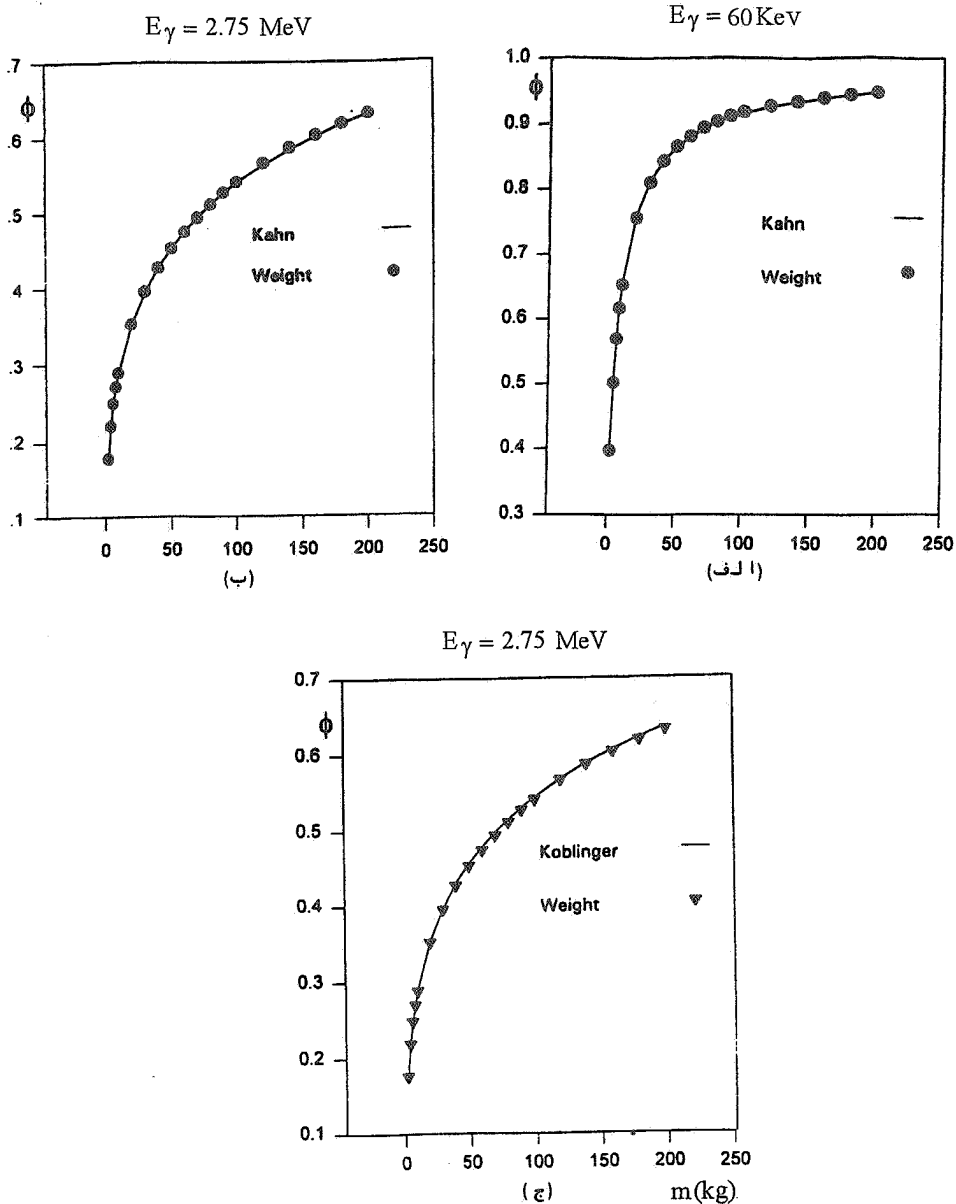 E γ = 2.75 MeV
.7
ϕ
.6
.5
.4
.3
.2
.1
Kahn
Weight
0 50 100 150 200 250
(ب)
E γ = 60 Kev
1.0
ϕ
0.9
0.8
0.7
0.6
0.5
0.4
0.3
Kahn
Weight
0 50 100 150 200 250
(الف)
E γ = 2.75 MeV
0.7
ϕ
0.6
0.5
0.4
0.3
0.2
0.1
Koblinger
Weight
0 50 100 150 200 250
(ج) m(kg)